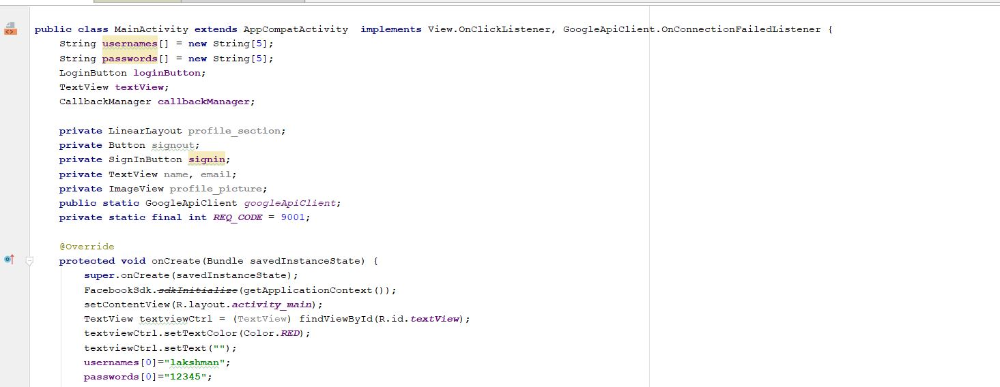 public class MainActivity extends AppCompatActivity  implements View.OnClickListener, GoogleApiClient.OnConnectionFailedListener {
    String usernames[] = new String[5];
    String passwords[] = new String[5];
    LoginButton loginButton;
    TextView textView;
    CallbackManager callbackManager;
    private LinearLayout profile_section;
    private Button signout;
    private SignInButton signin;
    private TextView name, email;
    private ImageView profile_picture;
    public static GoogleApiClient googleApiClient;
    private static final int REQ_CODE = 9001;
    @Override
    protected void onCreate(Bundle savedInstanceState) {
        super.onCreate(savedInstanceState);
        FacebookSdk.sdkInitialize(getApplicationContext());
        setContentView(R.layout.activity_main);
        TextView textviewCtrl = (TextView) findViewById(R.id.textView);
        textviewCtrl.setTextColor(Color.RED);
        textviewCtrl.setText("");
        usernames[0]="lakshman";
        passwords[0]="12345";